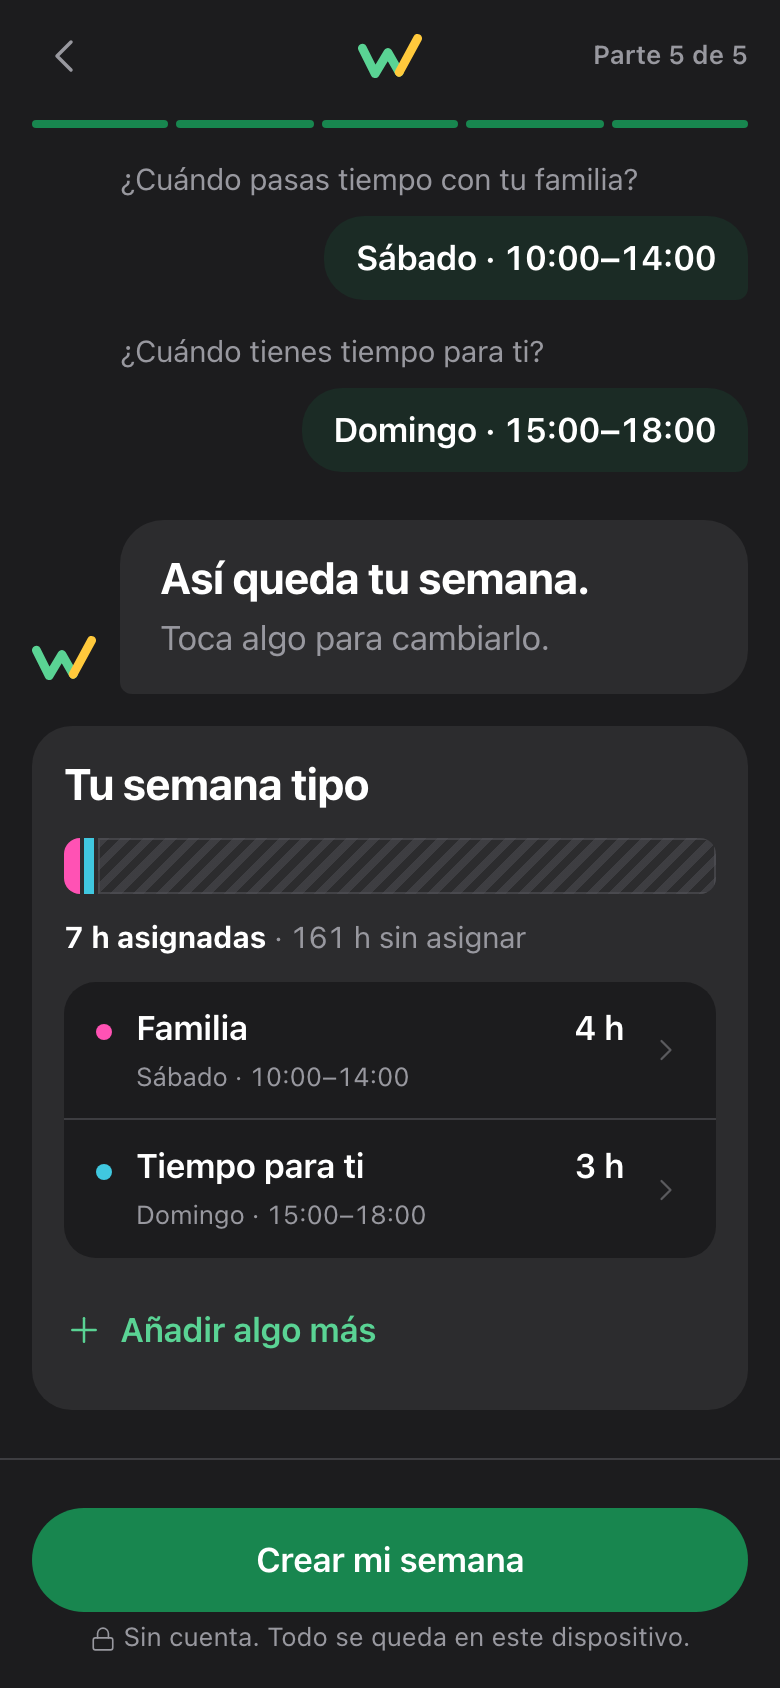 Parte 5 de 5
¿Cuándo pasas tiempo con tu familia?
Sábado · 10:00–14:00
¿Cuándo tienes tiempo para ti?
Domingo · 15:00–18:00
Así queda tu semana.
Toca algo para cambiarlo.
Tu semana tipo
7 h asignadas · 161 h sin asignar
Familia 4 h
Sábado · 10:00–14:00
Tiempo para ti 3 h
Domingo · 15:00–18:00
+ Añadir algo más
Crear mi semana
Sin cuenta. Todo se queda en este dispositivo.